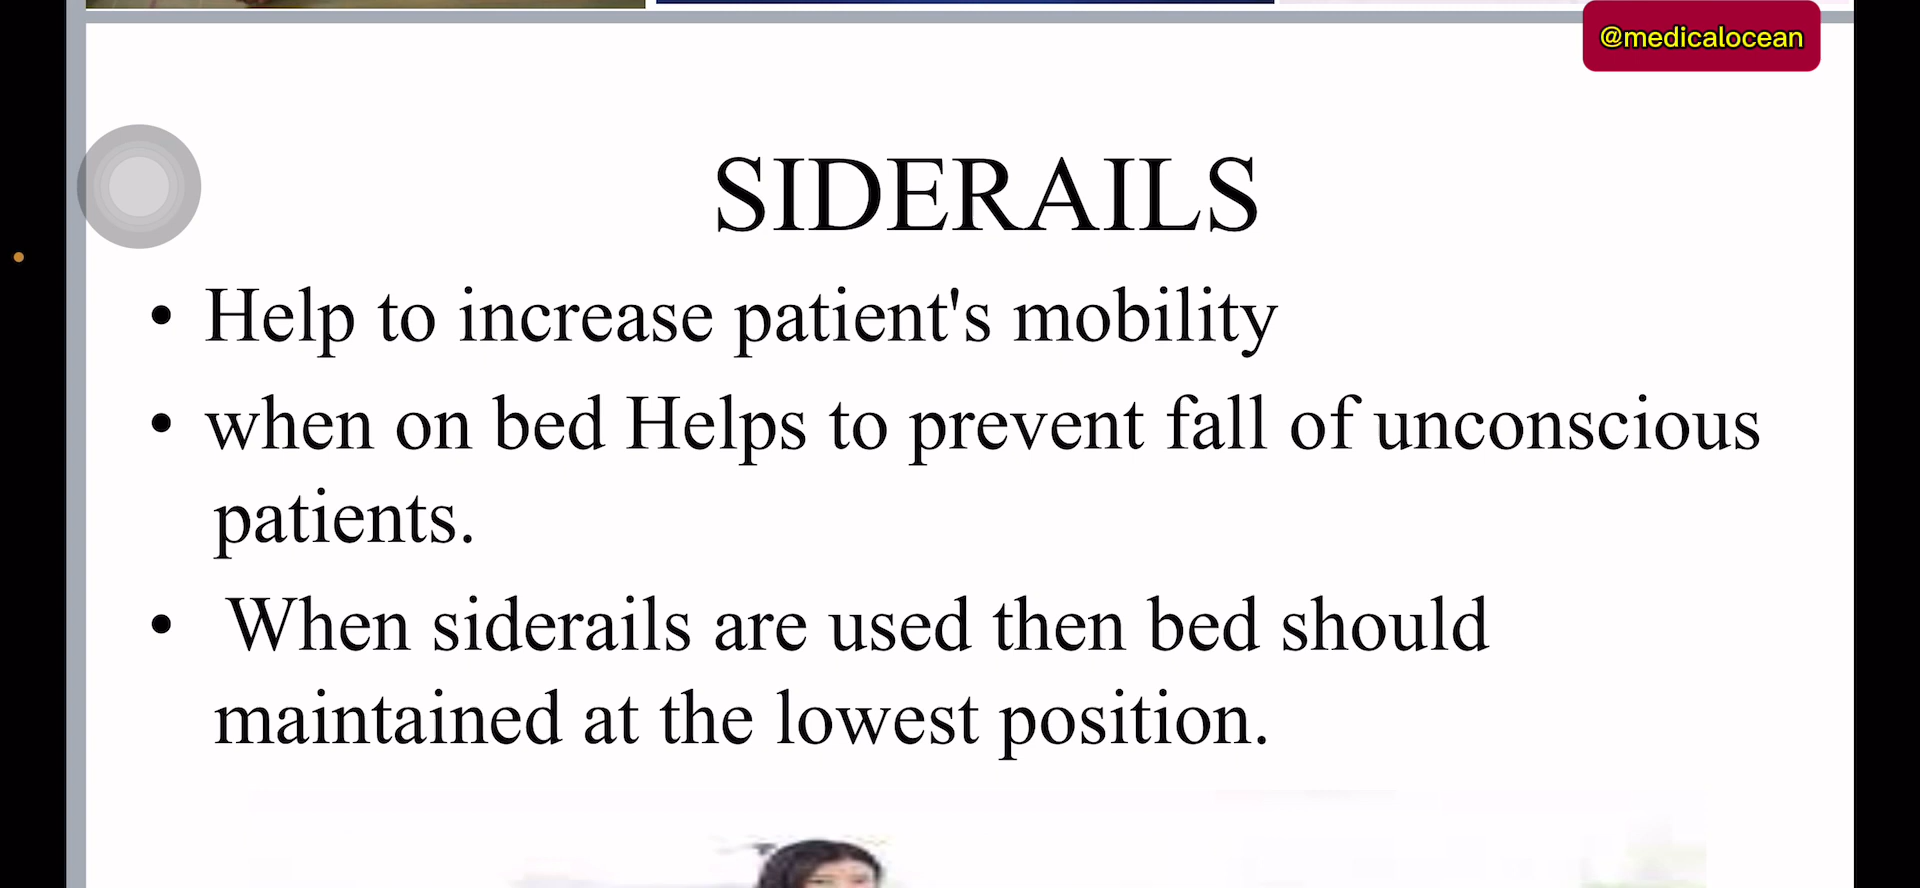 @medicalocean
SIDERAILS
• Help to increase patient's mobility
• when on bed Helps to prevent fall of unconscious
patients.
• When siderails are used then bed should
maintained at the lowest position.